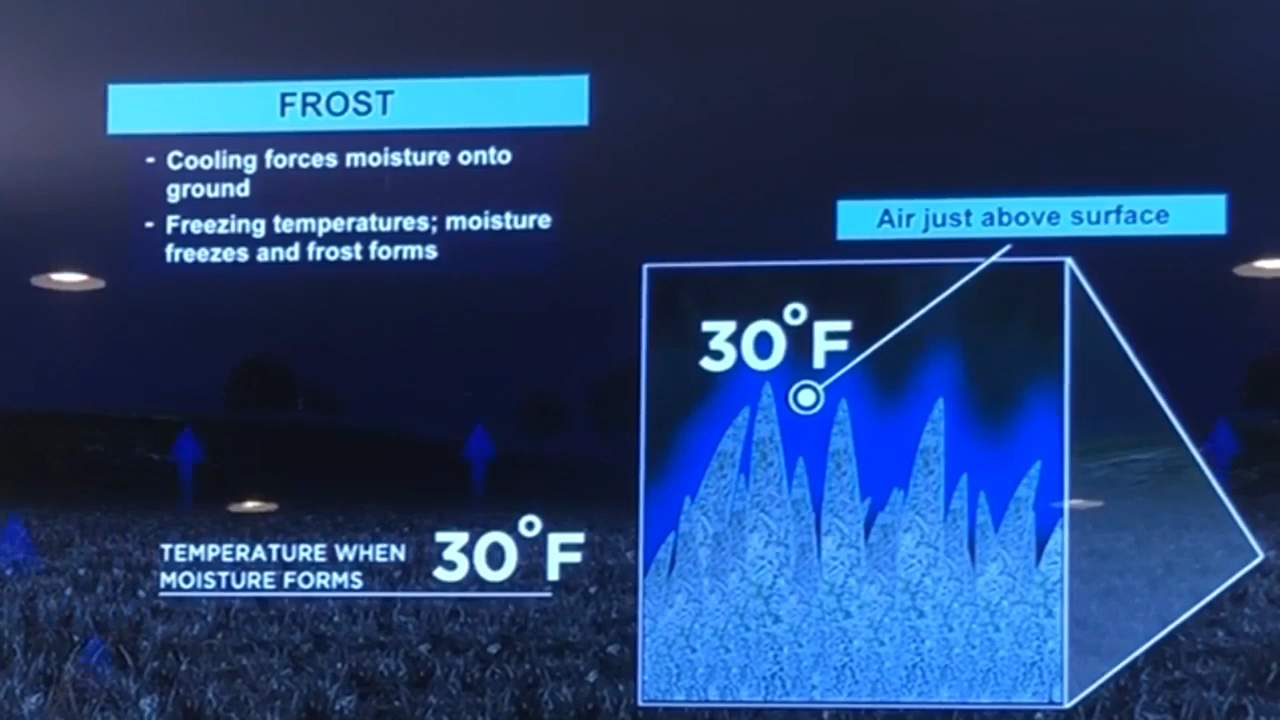 FROST
- Cooling forces moisture onto
ground
- Freezing temperatures; moisture
freezes and frost forms
Air just above surface
30°F
TEMPERATURE WHEN
MOISTURE FORMS
30°F